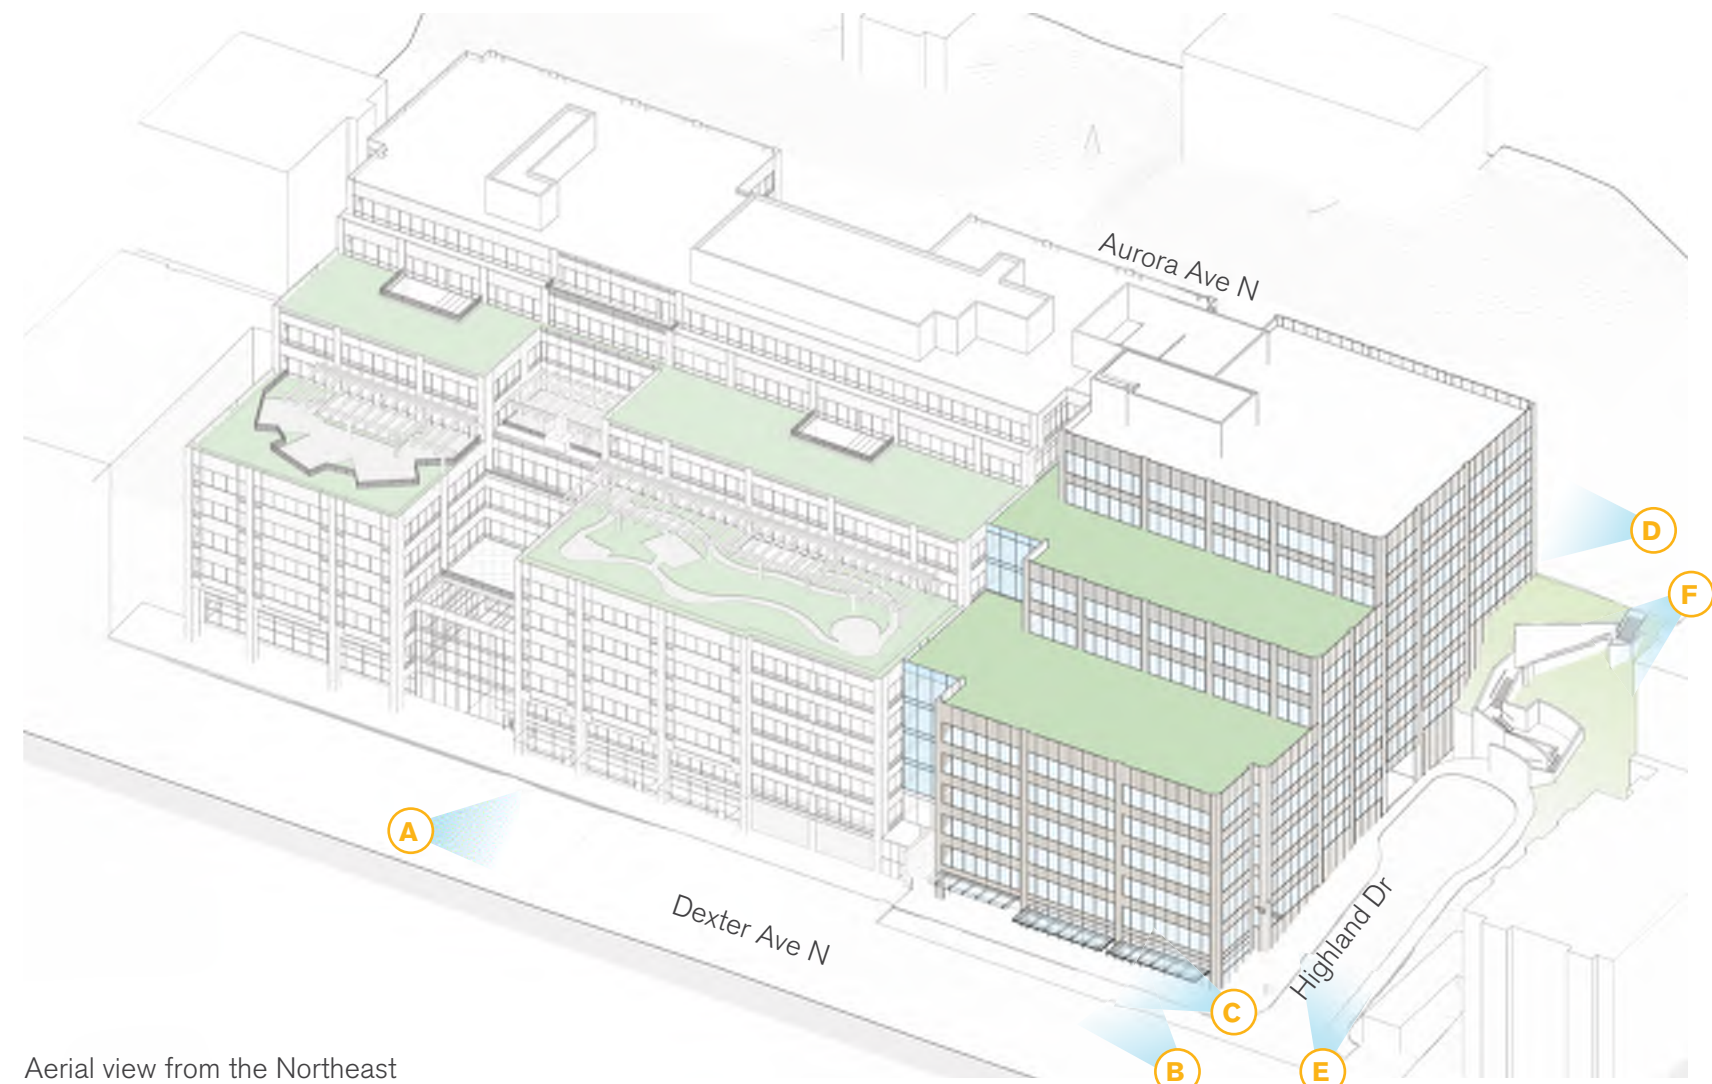 Aurora Ave N
D
F
A
Dexter Ave N
Highland Dr
C
B
E
Aerial view from the Northeast